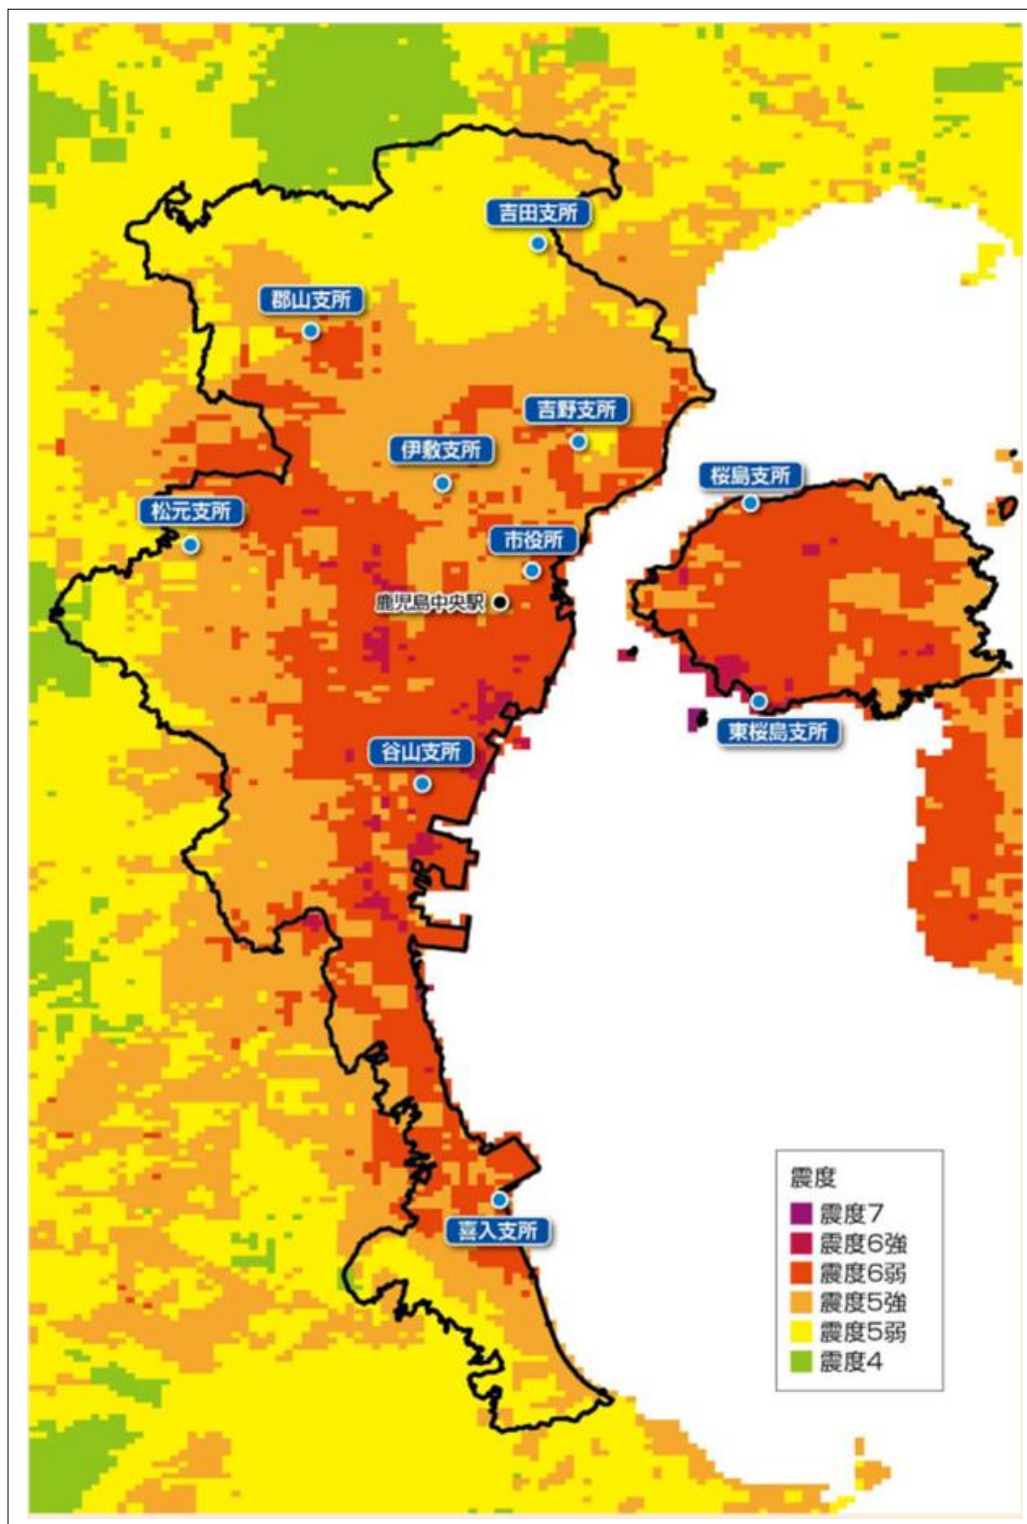 吉田支所
郡山支所
吉野支所
伊敷支所
桜島支所
松元支所
市役所
鹿児島中央駅
東桜島支所
谷山支所
喜入支所
震度
震度7
震度6強
震度6弱
震度5強
震度5弱
震度4